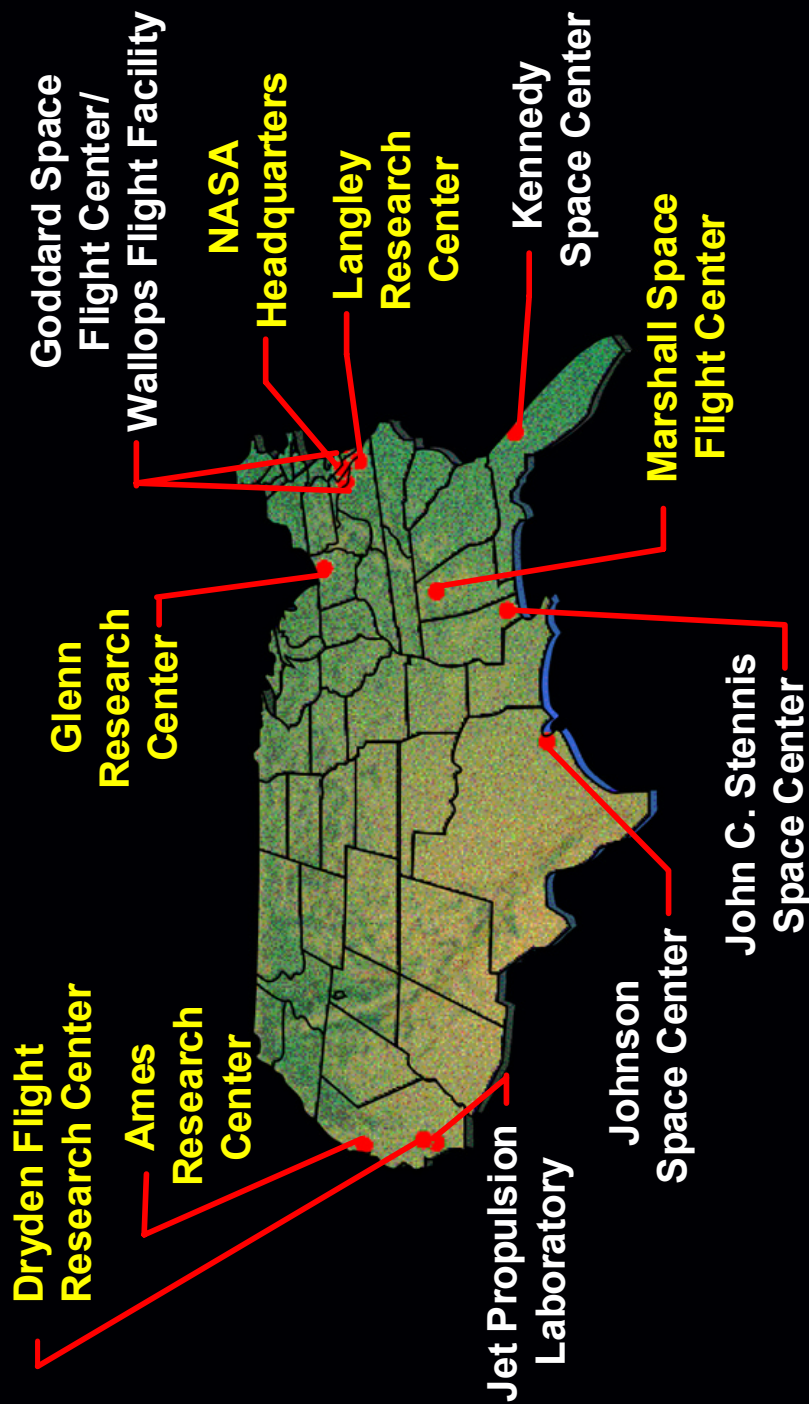 Dryden Flight
Research Center
Ames
Research
Center
Glenn
Research
Center
Goddard Space
Flight Center/
Wallops Flight Facility
NASA
Headquarters
Langley
Research
Center
Kennedy
Space Center
Marshall Space
Flight Center
John C. Stennis
Space Center
Johnson
Space Center
Jet Propulsion
Laboratory